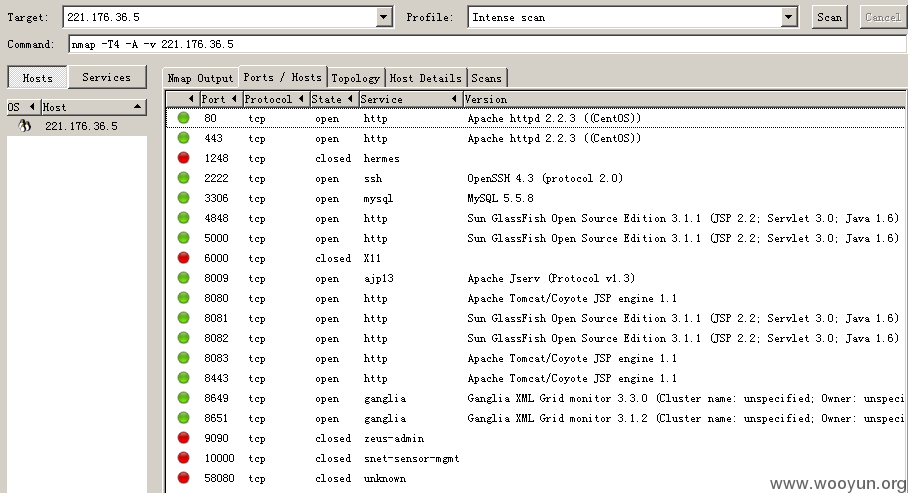 Target: 221.176.36.5 Profile: Intense scan Scan Cancel
Command: nmap -T4 -A -v 221.176.36.5
Hosts Services Nmap Output Ports / Hosts Topology Host Details Scans
OS Host Port Protocol State Service Version
221.176.36.5
80 tcp open http Apache httpd 2.2.3 ((CentOS))
443 tcp open http Apache httpd 2.2.3 ((CentOS))
1248 tcp closed hermes
2222 tcp open ssh OpenSSH 4.3 (protocol 2.0)
3306 tcp open mysql MySQL 5.5.8
4848 tcp open http Sun GlassFish Open Source Edition 3.1.1 (JSP 2.2; Servlet 3.0; Java 1.6)
5000 tcp open http Sun GlassFish Open Source Edition 3.1.1 (JSP 2.2; Servlet 3.0; Java 1.6)
6000 tcp closed X11
8009 tcp open ajp13 Apache Jserv (Protocol v1.3)
8080 tcp open http Apache Tomcat/Coyote JSP engine 1.1
8081 tcp open http Sun GlassFish Open Source Edition 3.1.1 (JSP 2.2; Servlet 3.0; Java 1.6)
8082 tcp open http Sun GlassFish Open Source Edition 3.1.1 (JSP 2.2; Servlet 3.0; Java 1.6)
8083 tcp open http Apache Tomcat/Coyote JSP engine 1.1
8443 tcp open http Apache Tomcat/Coyote JSP engine 1.1
8649 tcp open ganglia Ganglia XML Grid monitor 3.3.0 (Cluster name: unspecified; Owner: unspeci
8651 tcp open ganglia Ganglia XML Grid monitor 3.1.2 (Cluster name: unspecified; Owner: unspeci
9090 tcp closed zeus-admin
10000 tcp closed snet-sensor-mgmt
58080 tcp closed unknown
www.wooyun.org